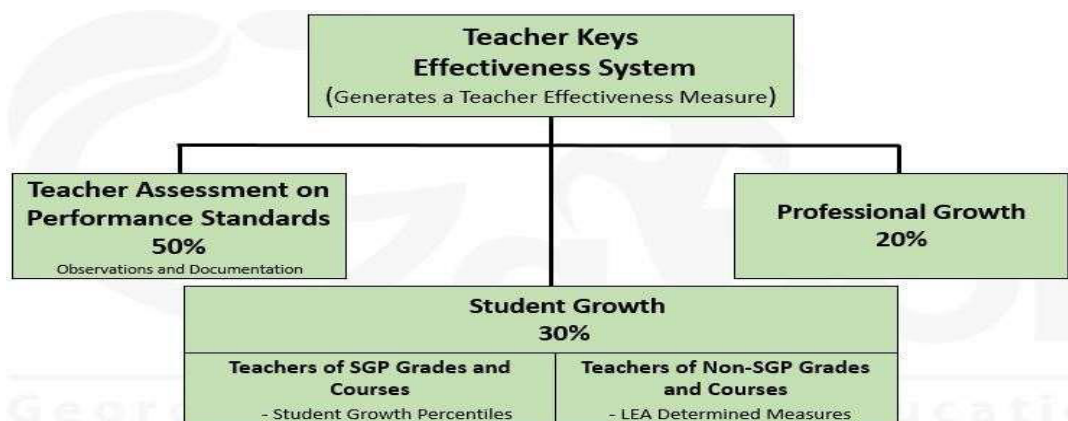 Teacher Keys
Effectiveness System
(Generates a Teacher Effectiveness Measure)
Teacher Assessment on
Performance Standards
50%
Observations and Documentation
Professional Growth
20%
Student Growth
30%
Teachers of SGP Grades and
Courses
- Student Growth Percentiles
Teachers of Non-SGP Grades
and Courses
- LEA Determined Measures